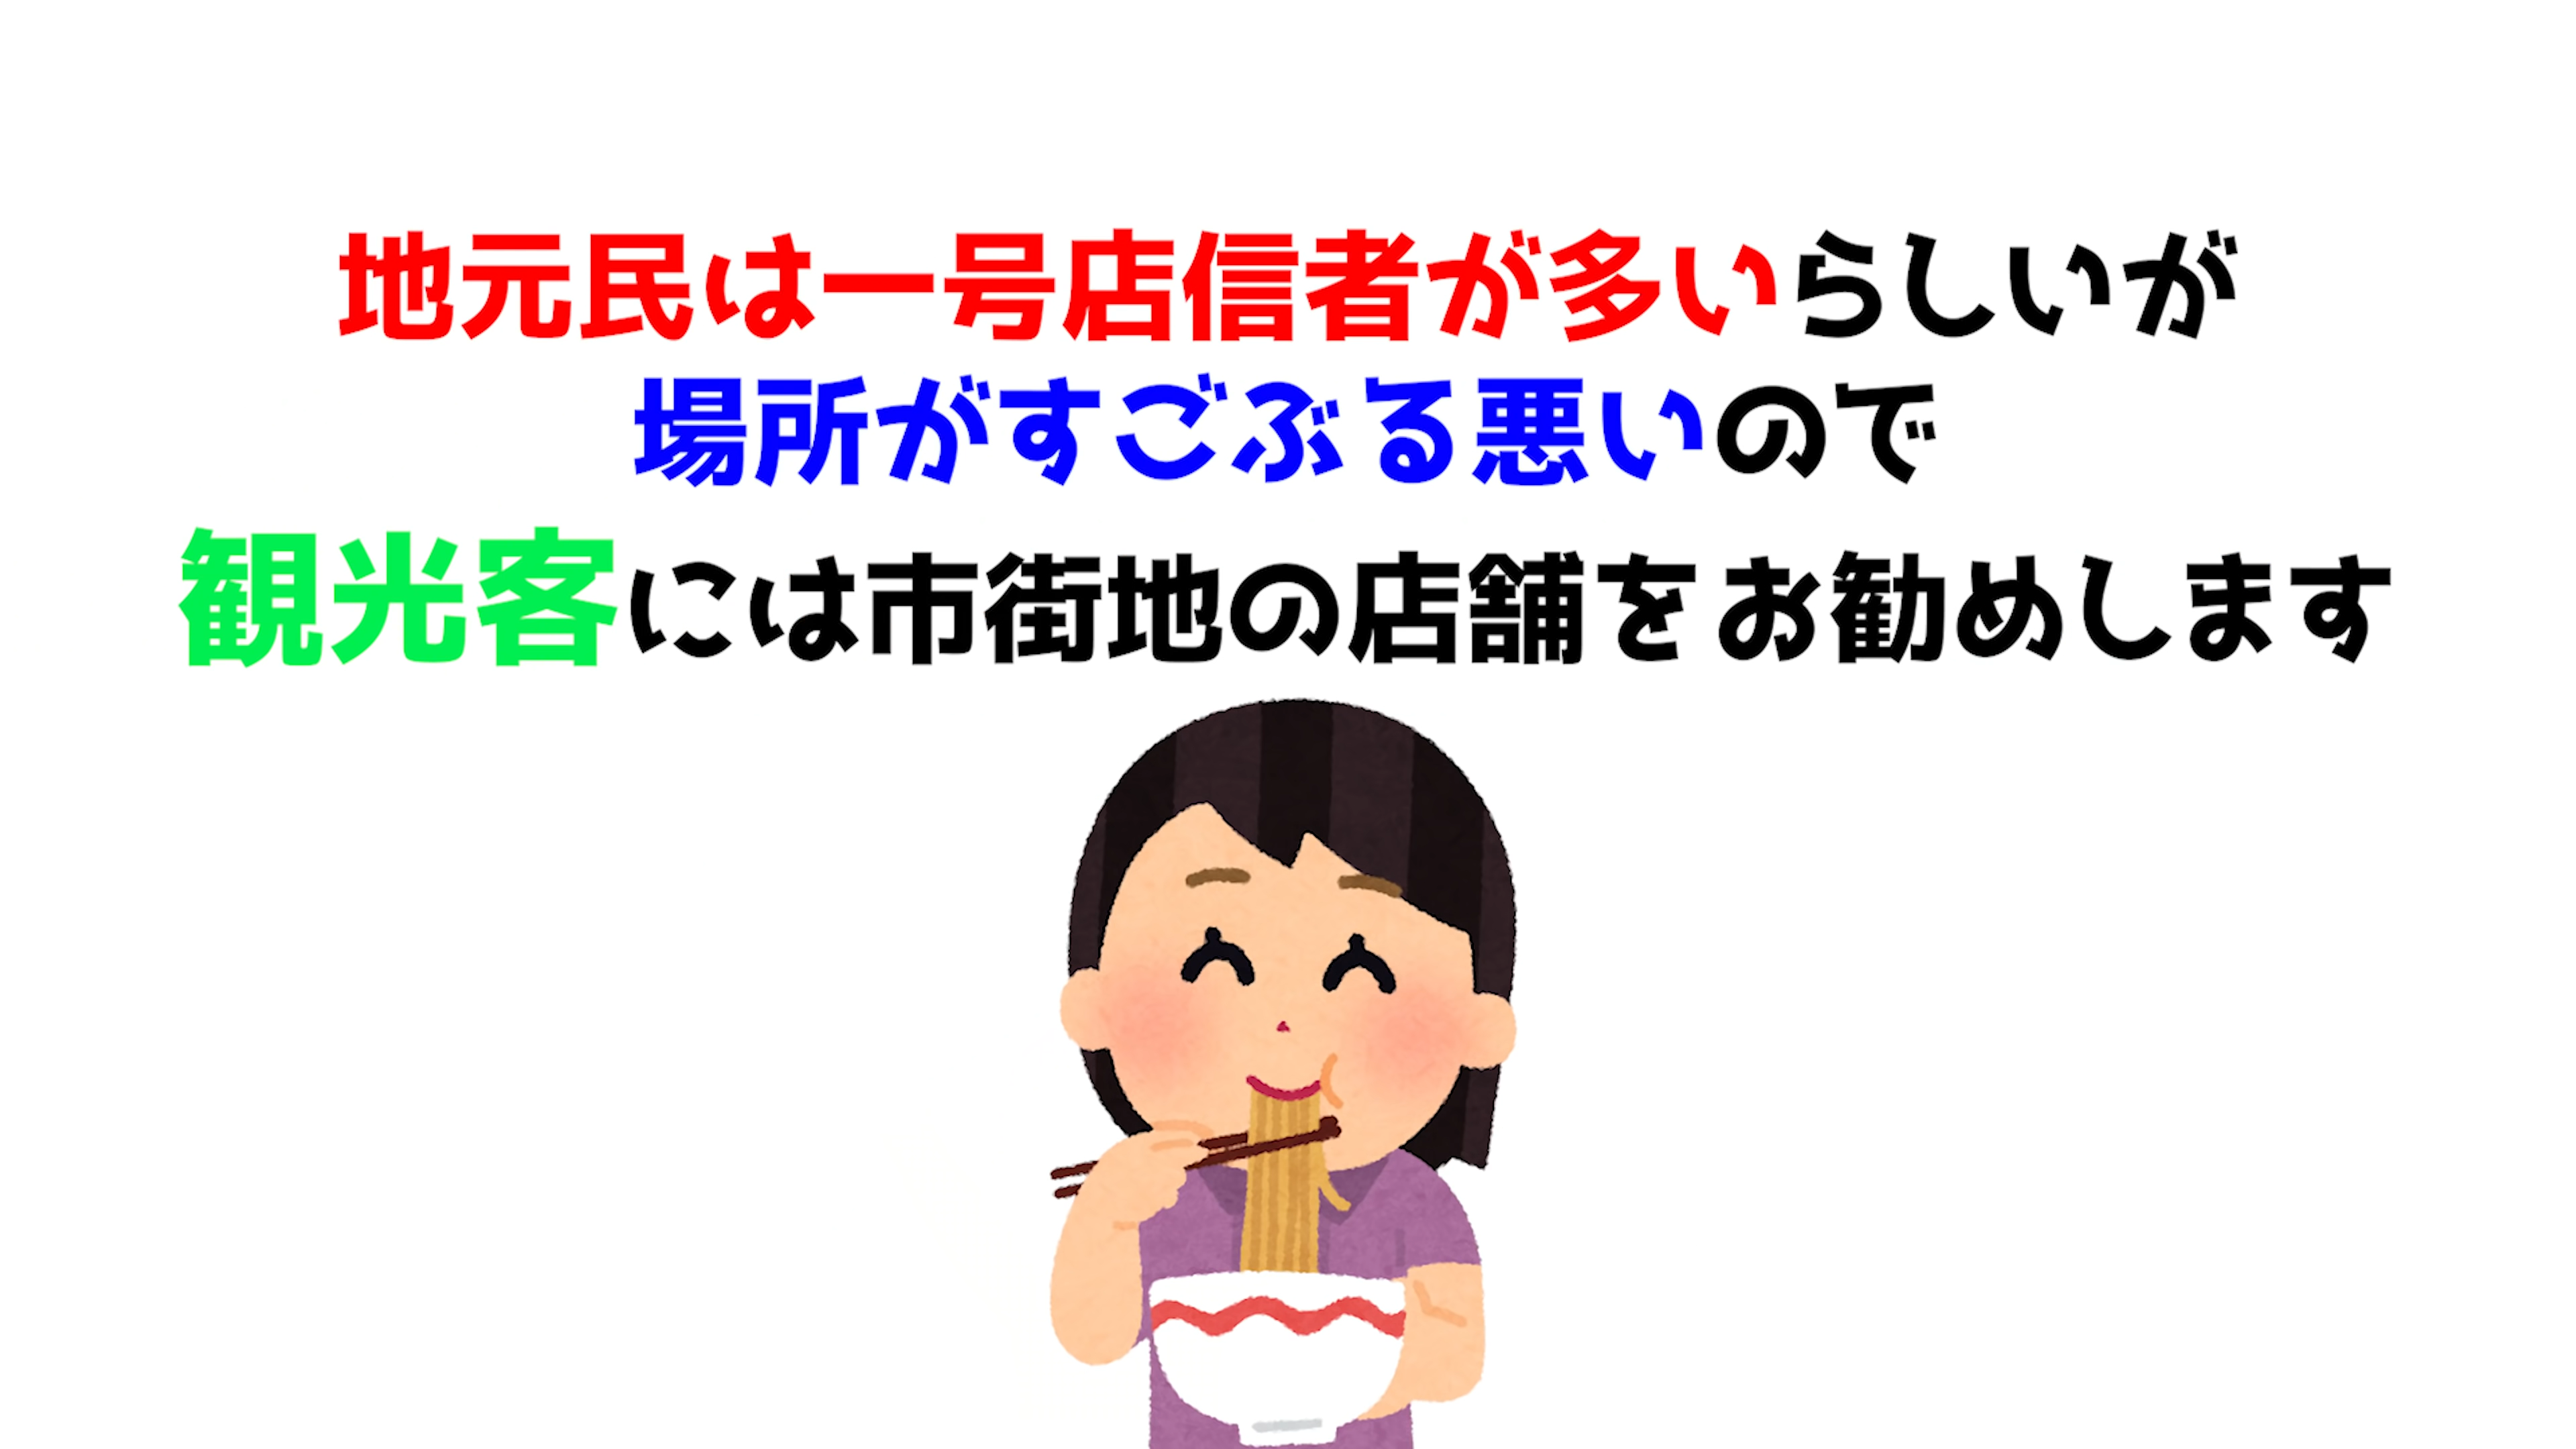 地元民は一号店信者が多いらしいが
場所がすごぶる悪いので
観光客には市街地の店舗をお勧めします